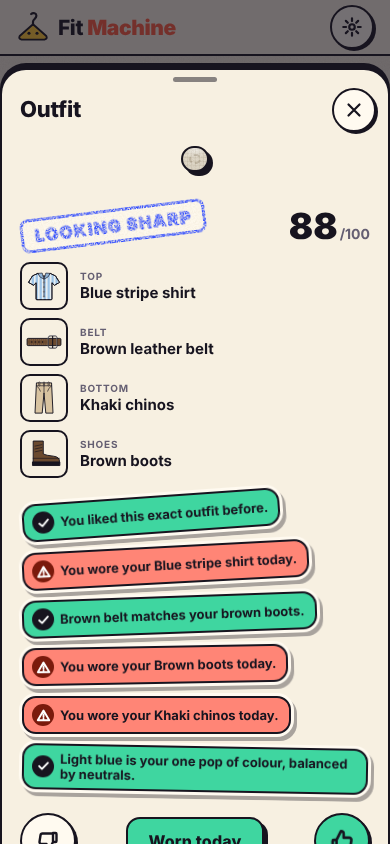 Fit Machine
Outfit
LOOKING SHARP
88/100
TOP
Blue stripe shirt
BELT
Brown leather belt
BOTTOM
Khaki chinos
SHOES
Brown boots
You liked this exact outfit before.
You wore your Blue stripe shirt today.
Brown belt matches your brown boots.
You wore your Brown boots today.
You wore your Khaki chinos today.
Light blue is your one pop of colour, balanced
by neutrals.
Worn today